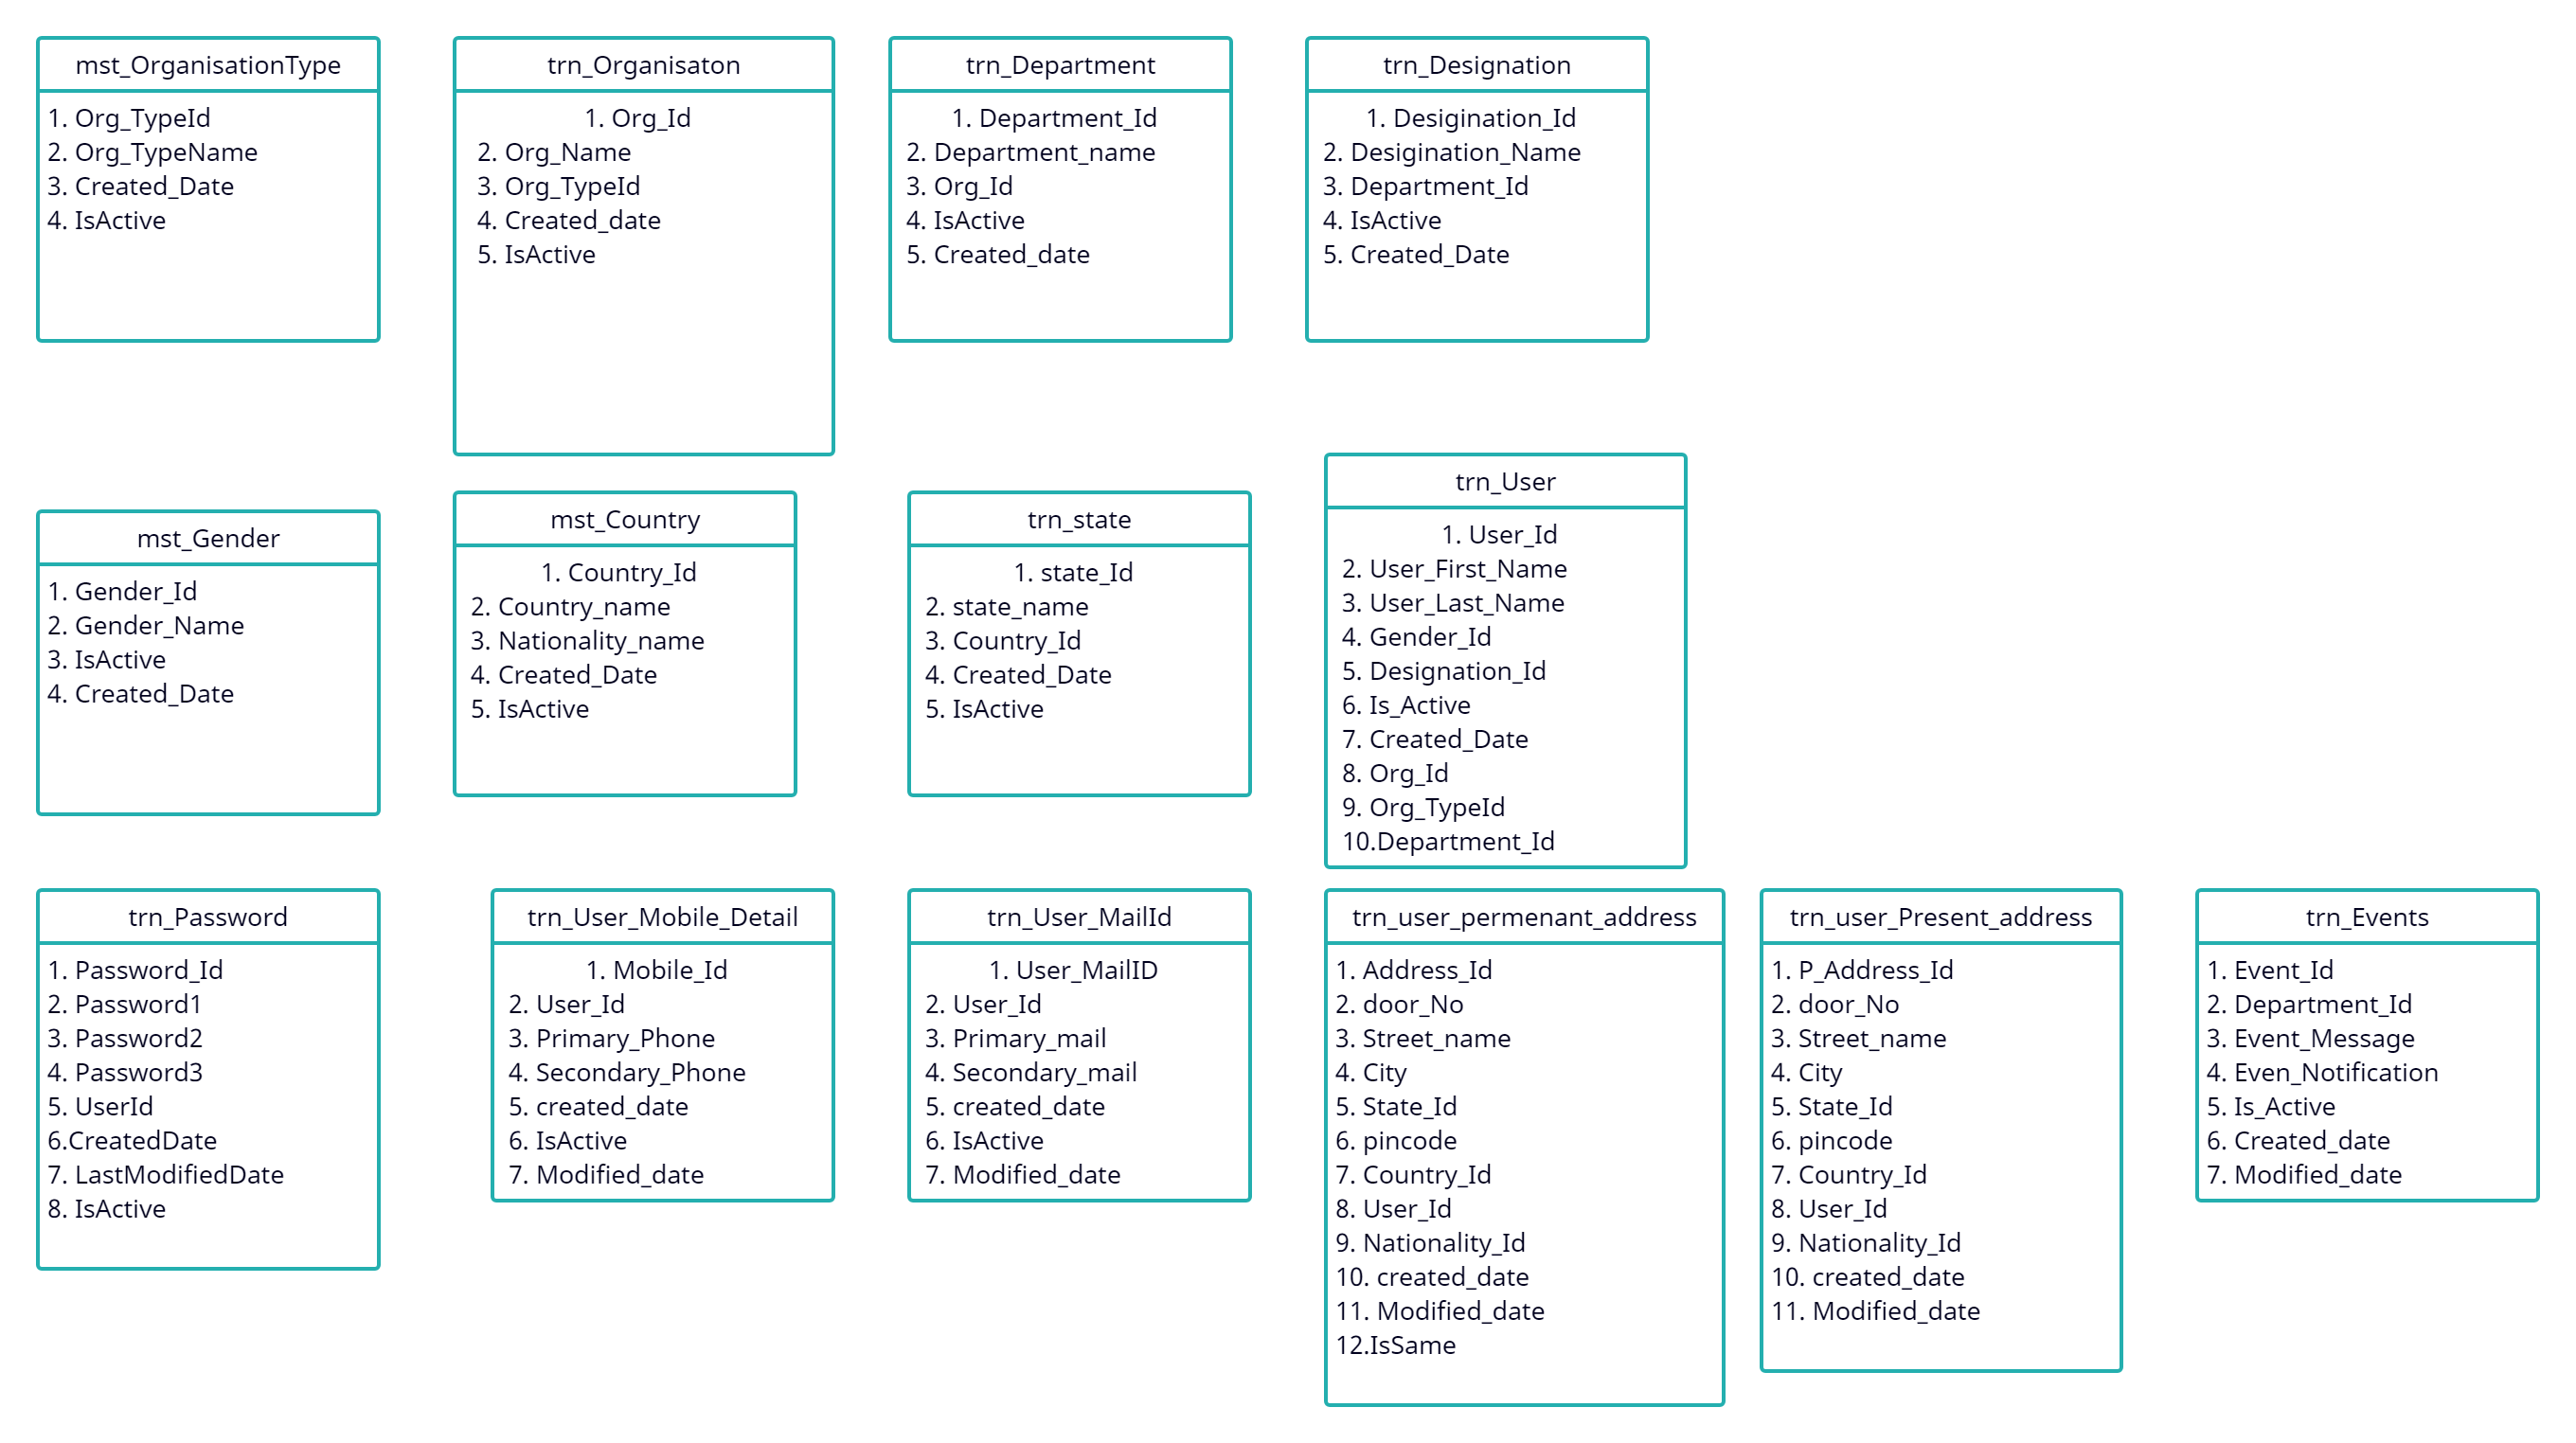 mst_OrganisationType
1. Org_TypeId
2. Org_TypeName
3. Created_Date
4. IsActive
trn_Organisaton
1. Org_Id
2. Org_Name
3. Org_TypeId
4. Created_date
5. IsActive
trn_Department
1. Department_Id
2. Department_name
3. Org_Id
4. IsActive
5. Created_date
trn_Designation
1. Desigination_Id
2. Desigination_Name
3. Department_Id
4. IsActive
5. Created_Date
mst_Gender
1. Gender_Id
2. Gender_Name
3. IsActive
4. Created_Date
mst_Country
1. Country_Id
2. Country_name
3. Nationality_name
4. Created_Date
5. IsActive
trn_state
1. state_Id
2. state_name
3. Country_Id
4. Created_Date
5. IsActive
trn_User
1. User_Id
2. User_First_Name
3. User_Last_Name
4. Gender_Id
5. Designation_Id
6. Is_Active
7. Created_Date
8. Org_Id
9. Org_TypeId
10.Department_Id
trn_Password
1. Password_Id
2. Password1
3. Password2
4. Password3
5. UserId
6.CreatedDate
7. LastModifiedDate
8. IsActive
trn_User_Mobile_Detail
1. Mobile_Id
2. User_Id
3. Primary_Phone
4. Secondary_Phone
5. created_date
6. IsActive
7. Modified_date
trn_User_MailId
1. User_MailID
2. User_Id
3. Primary_mail
4. Secondary_mail
5. created_date
6. IsActive
7. Modified_date
trn_user_permenant_address
1. Address_Id
2. door_No
3. Street_name
4. City
5. State_Id
6. pincode
7. Country_Id
8. User_Id
9. Nationality_Id
10. created_date
11. Modified_date
12.IsSame
trn_user_Present_address
1. P_Address_Id
2. door_No
3. Street_name
4. City
5. State_Id
6. pincode
7. Country_Id
8. User_Id
9. Nationality_Id
10. created_date
11. Modified_date
trn_Events
1. Event_Id
2. Department_Id
3. Event_Message
4. Even_Notification
5. Is_Active
6. Created_date
7. Modified_date